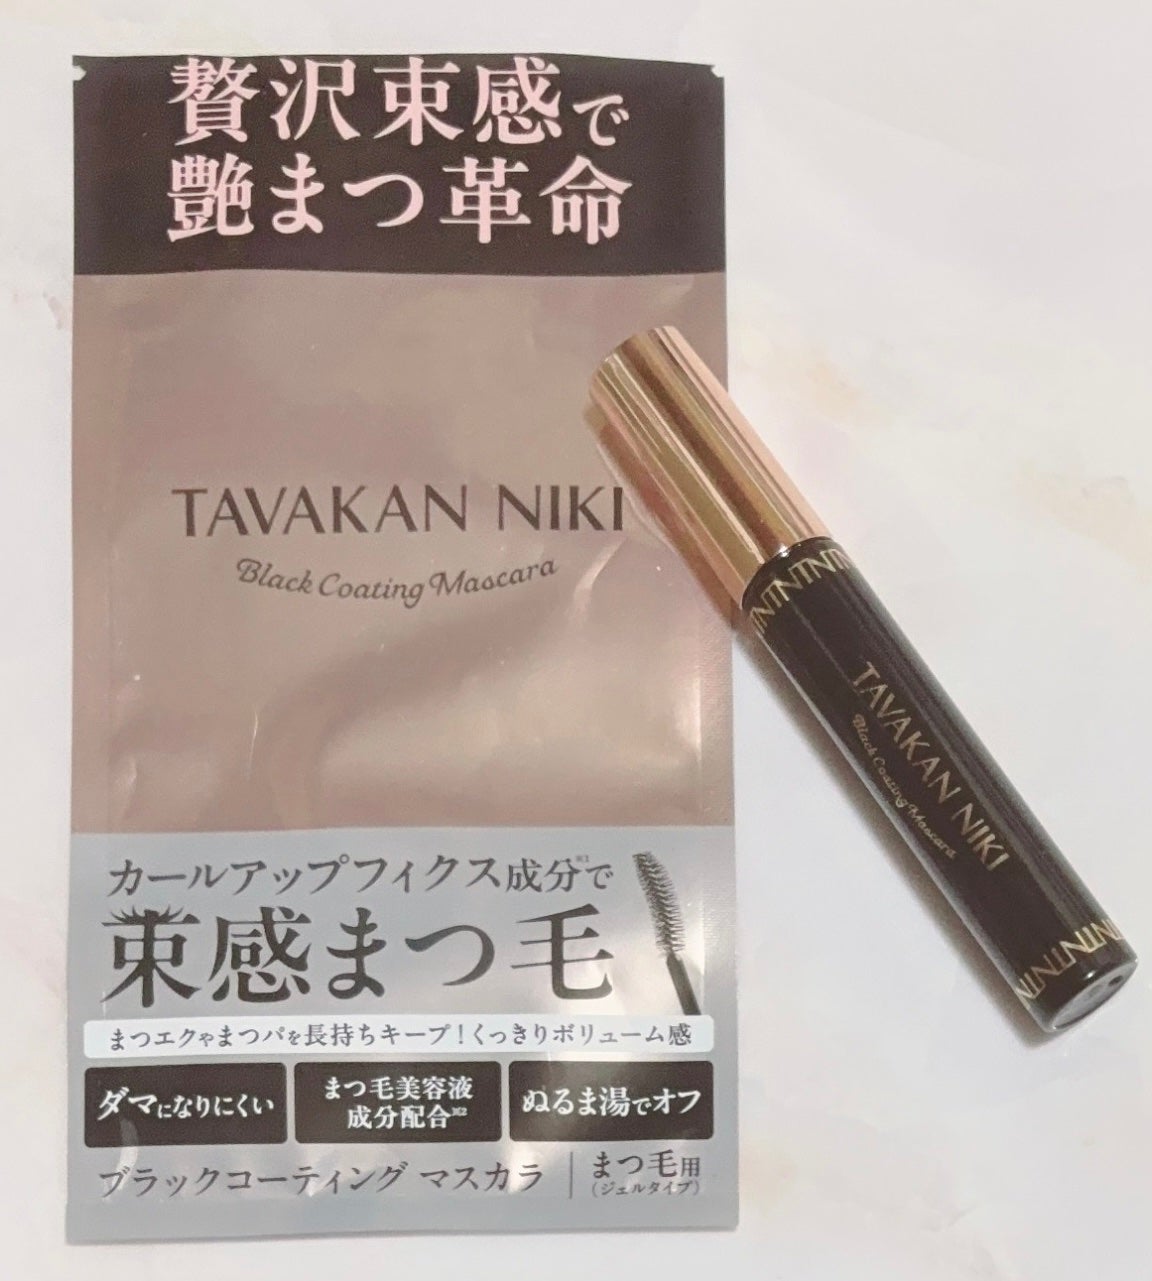 贅沢束感で
艶まつ革命
TAVAKAN NIKI
Black Coating Mascara
カールアップフィクス成分※1で
束感まつ毛
まつエクやまつパを長持ちキープ！くっきりボリューム感
ダマになりにくい
まつ毛美容液
成分配合※2
ぬるま湯でオフ
ブラックコーティング マスカラ
まつ毛用
（ジェルタイプ）
TAVAKAN NIKI
Black Coating Mascara